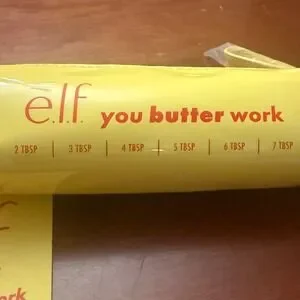 e.l.f. you butter work
2 TBSP | 3 TBSP | 4 TBSP | 5 TBSP | 6 TBSP | 7 TBSP